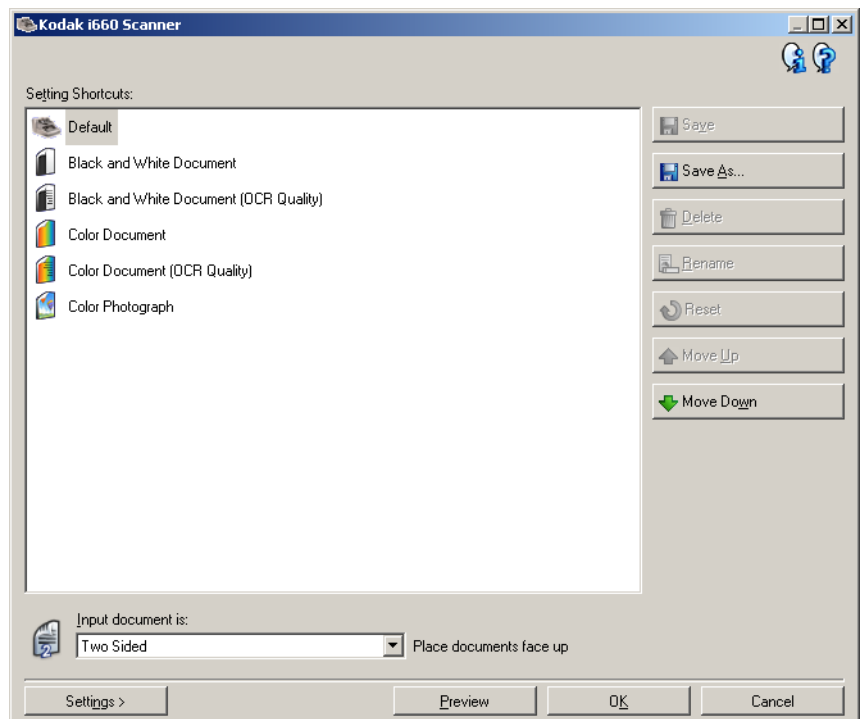 Kodak i660 Scanner
Setting Shortcuts:
Default
Black and White Document
Black and White Document (OCR Quality)
Color Document
Color Document (OCR Quality)
Color Photograph
Save
Save As...
Delete
Rename
Reset
Move Up
Move Down
Input document is:
2
Two Sided
Place documents face up
Settings >
Preview
OK
Cancel